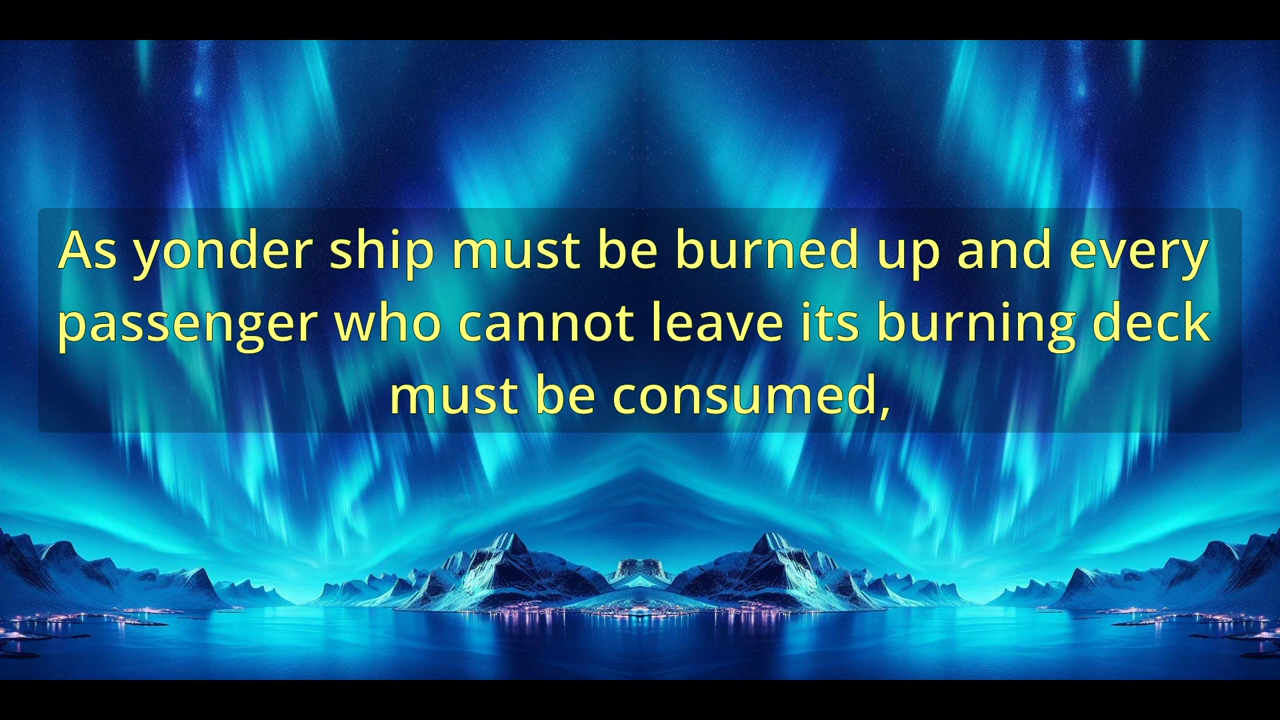 As yonder ship must be burned up and every
passenger who cannot leave its burning deck
must be consumed,